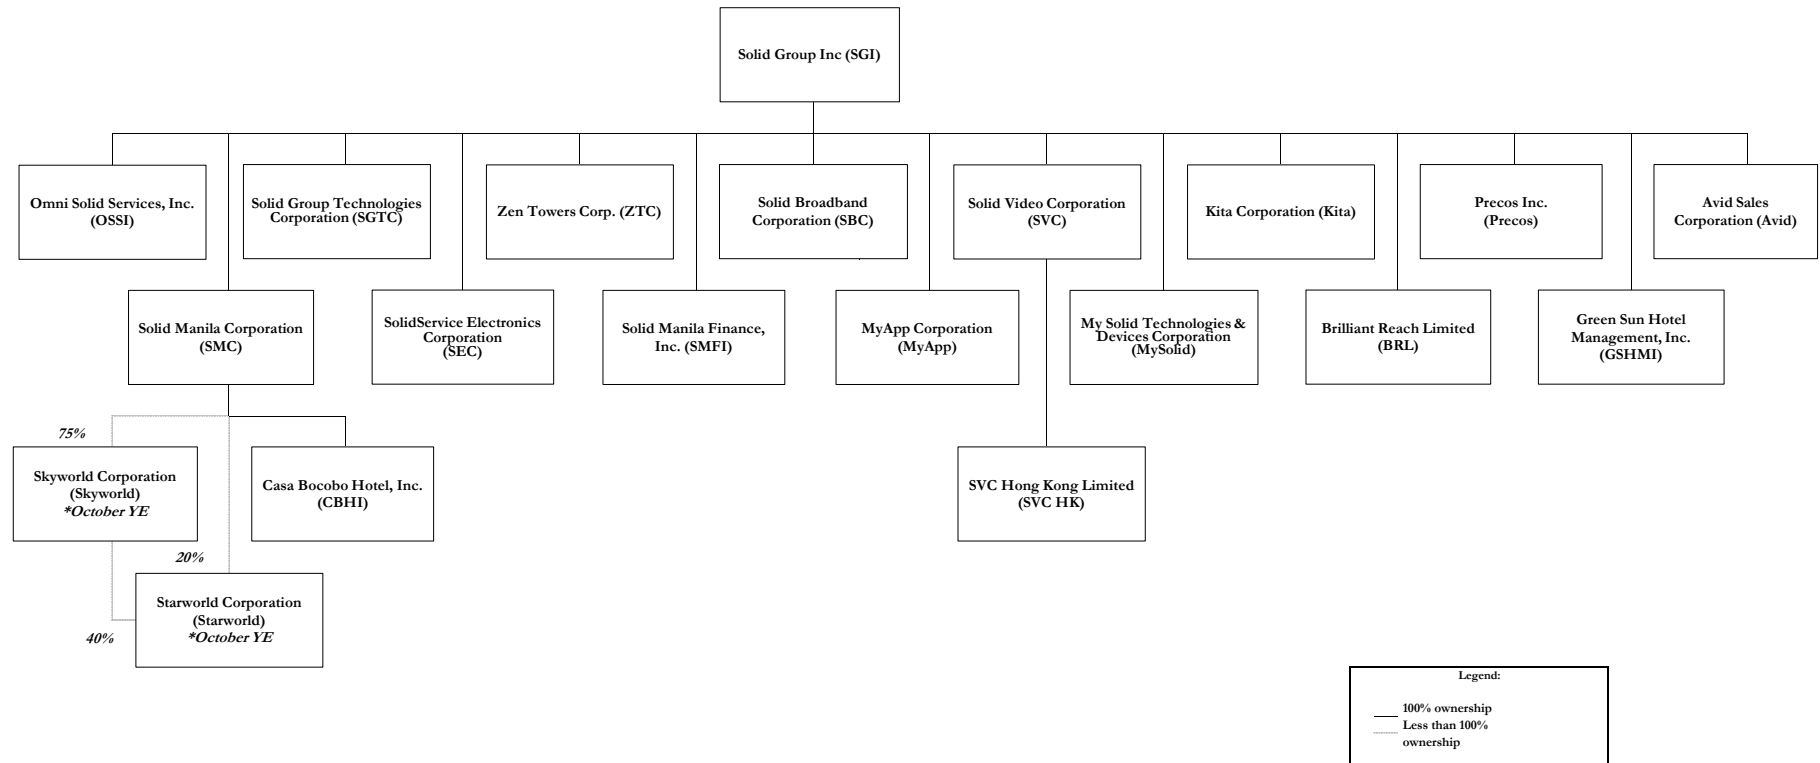 Solid Group Inc (SGI)
Omni Solid Services, Inc.
(OSSI)
Solid Group Technologies
Corporation (SGTC)
Zen Towers Corp. (ZTC)
Solid Broadband
Corporation (SBC)
Solid Video Corporation
(SVC)
Kita Corporation (Kita)
Precos Inc.
(Precos)
Avid Sales
Corporation (Avid)
Solid Manila Corporation
(SMC)
SolidService Electronics
Corporation
(SEC)
Solid Manila Finance,
Inc. (SMFI)
MyApp Corporation
(MyApp)
My Solid Technologies &
Devices Corporation
(MySolid)
Brilliant Reach Limited
(BRL)
Green Sun Hotel
Management, Inc.
(GSHMI)
75%
Skyworld Corporation
(Skyworld)
*October YE
Casa Bocobo Hotel, Inc.
(CBHI)
SVC Hong Kong Limited
(SVC HK)
20%
Starworld Corporation
(Starworld)
*October YE
40%
Legend:
100% ownership
Less than 100%
ownership